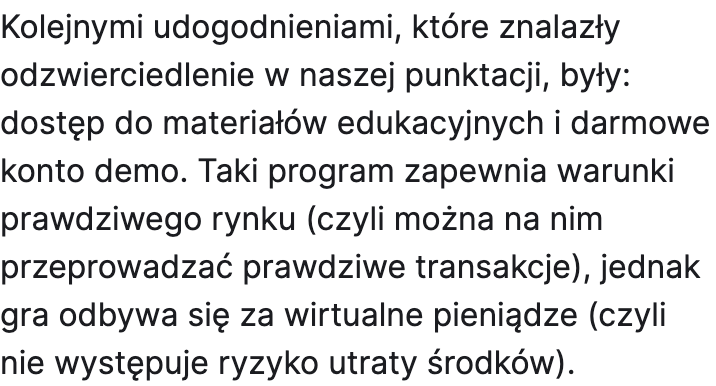 Kolejnymi udogodnieniami, które znalazły
odzwierciedlenie w naszej punktacji, były:
dostęp do materiałów edukacyjnych i darmowe
konto demo. Taki program zapewnia warunki
prawdziwego rynku (czyli można na nim
przeprowadzać prawdziwe transakcje), jednak
gra odbywa się za wirtualne pieniądze (czyli
nie występuje ryzyko utraty środków).